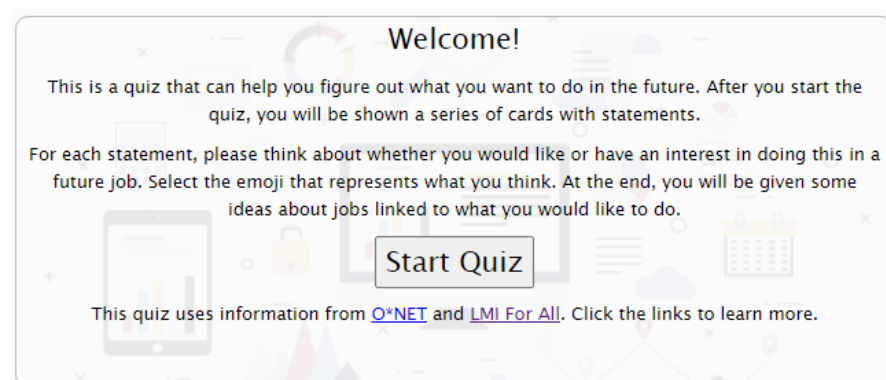 Welcome!
This is a quiz that can help you figure out what you want to do in the future. After you start the
quiz, you will be shown a series of cards with statements.
For each statement, please think about whether you would like or have an interest in doing this in a
future job. Select the emoji that represents what you think. At the end, you will be given some
ideas about jobs linked to what you would like to do.
Start Quiz
This quiz uses information from O*NET and LMI For All. Click the links to learn more.